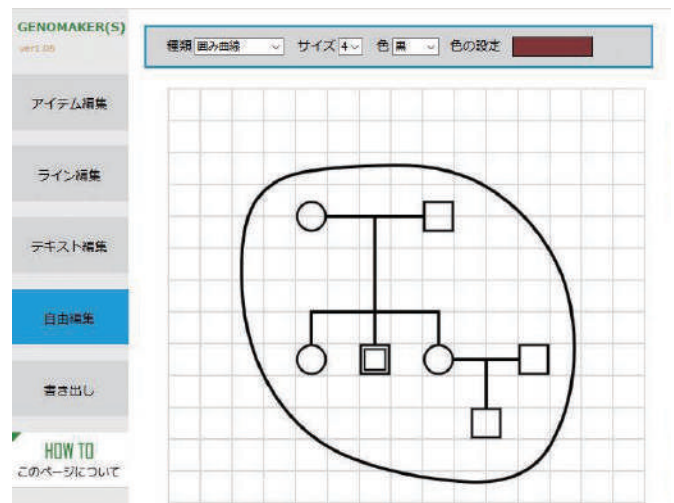 GENOMAKER(S)
ver1.05
種類 囲み曲線 サイズ 4 色 黒 色の設定
アイテム編集
ライン編集
テキスト編集
自由編集
書き出し
HOW TO
このページについて